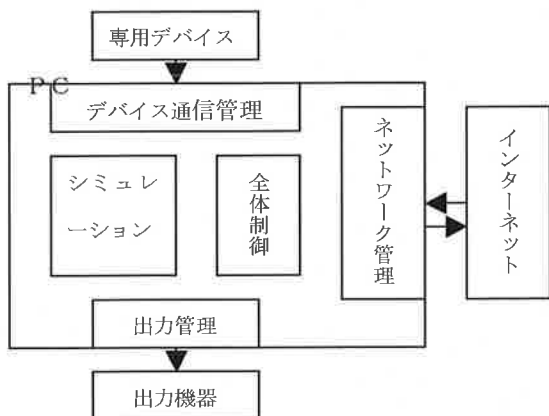 専用デバイス
ＰＣ
デバイス通信管理
シミュレ
ーション
全体制御
ネットワーク管理
インターネット
出力管理
出力機器